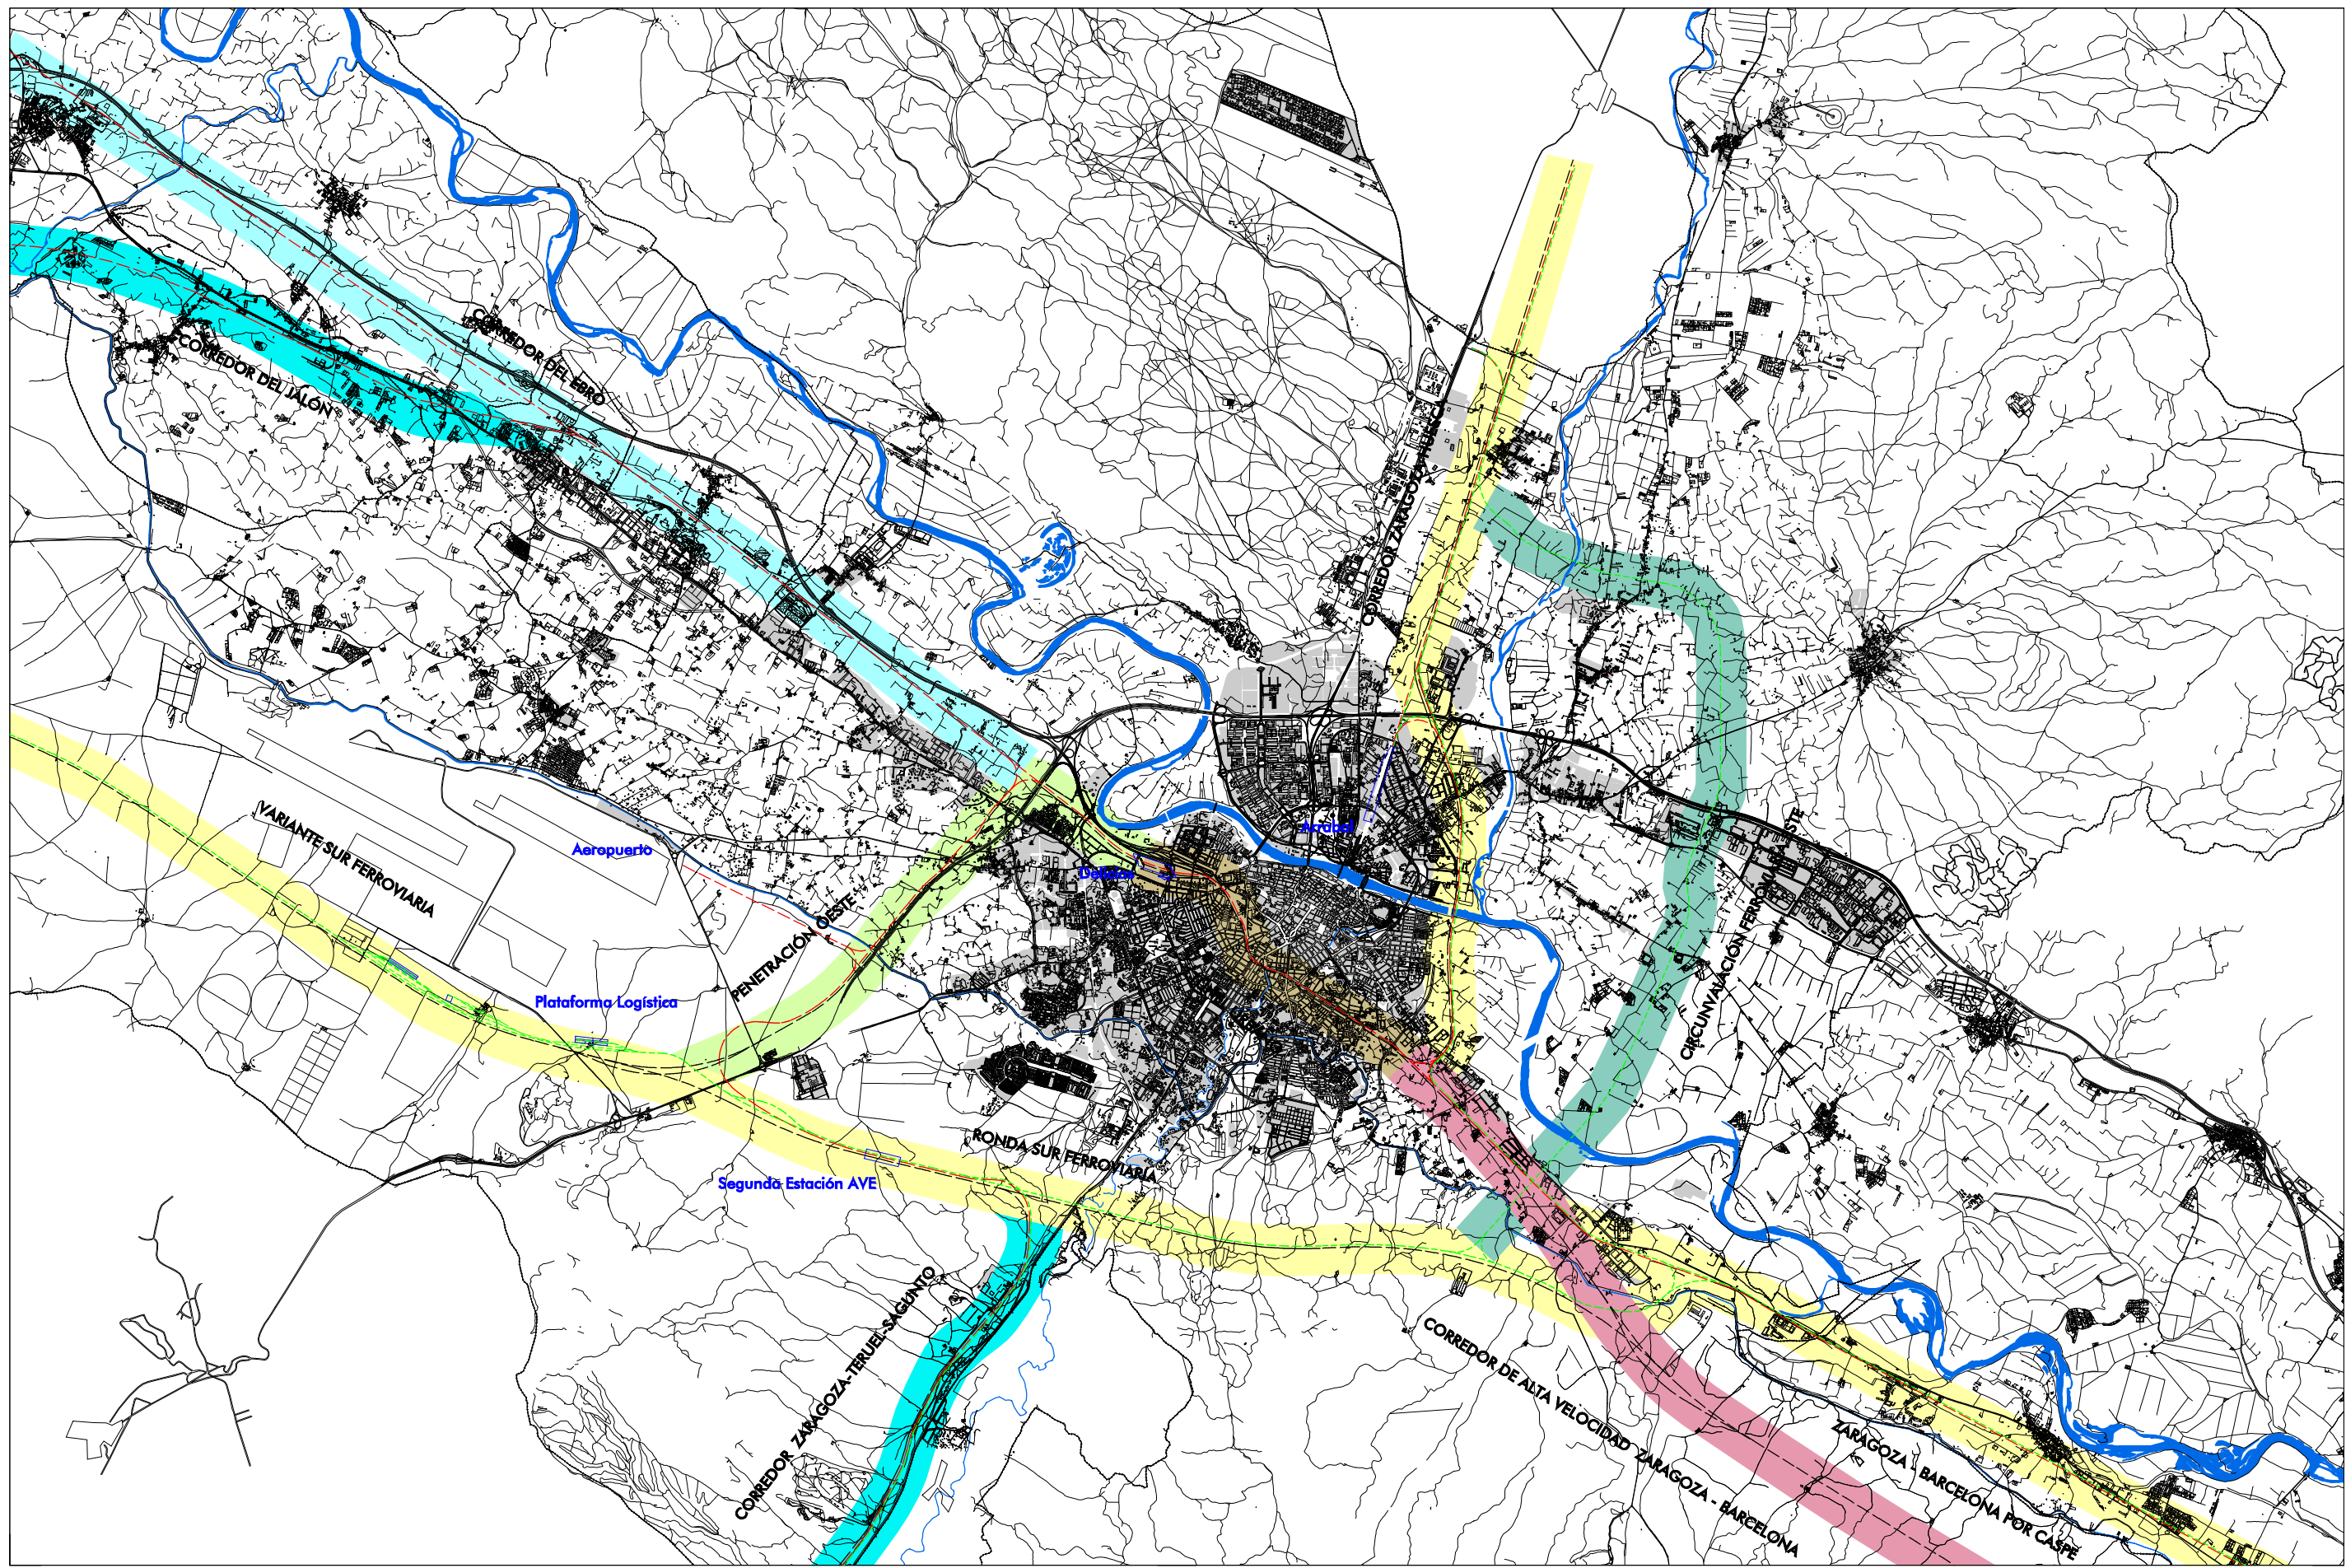 CORREDOR DEL EBRO
CORREDOR DEL JALÓN
CORREDOR ZARAGOZA-HUESCA
VARIANTE SUR FERROVIARIA
Aeropuerto
Arrabal
Delicias
PENETRACIÓN OESTE
Plataforma Logística
CIRCUNVALACIÓN FERROVIARIA ESTE
RONDA SUR FERROVIARIA
Segunda Estación AVE
CORREDOR ZARAGOZA-TERUEL-SAGUNTO
CORREDOR DE ALTA VELOCIDAD ZARAGOZA - BARCELONA
ZARAGOZA - BARCELONA POR CASPE